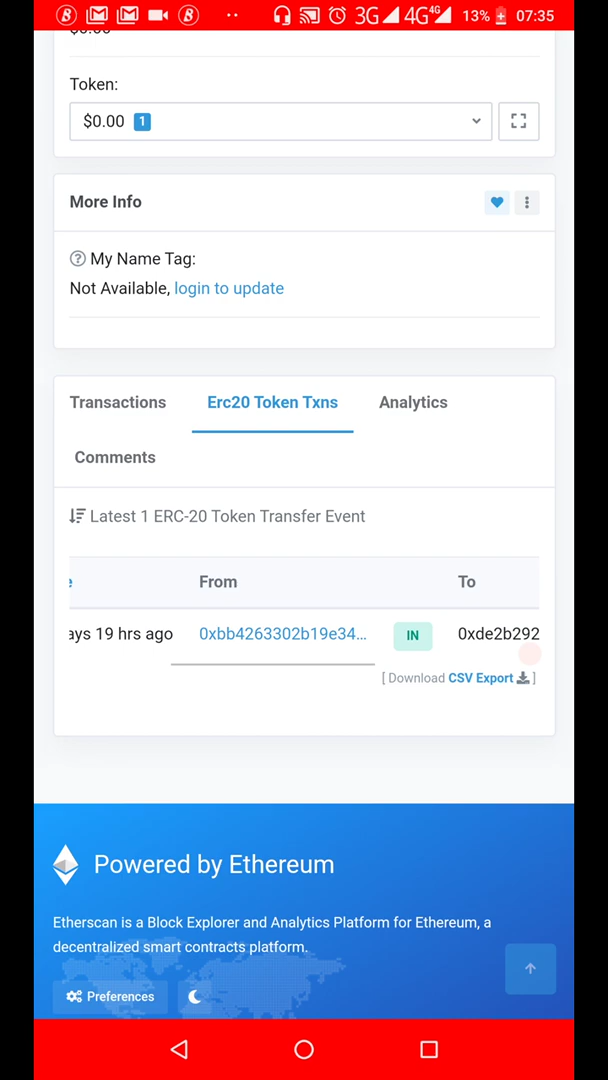 3G 4G 4G 13% 07:35
$0.00
Token:
$0.00 1
More Info
My Name Tag:
Not Available, login to update
Transactions Erc20 Token Txns Analytics
Comments
Latest 1 ERC-20 Token Transfer Event
e From To
ays 19 hrs ago 0xbb4263302b19e34... IN 0xde2b292
[ Download CSV Export ]
Powered by Ethereum
Etherscan is a Block Explorer and Analytics Platform for Ethereum, a
decentralized smart contracts platform.
Preferences